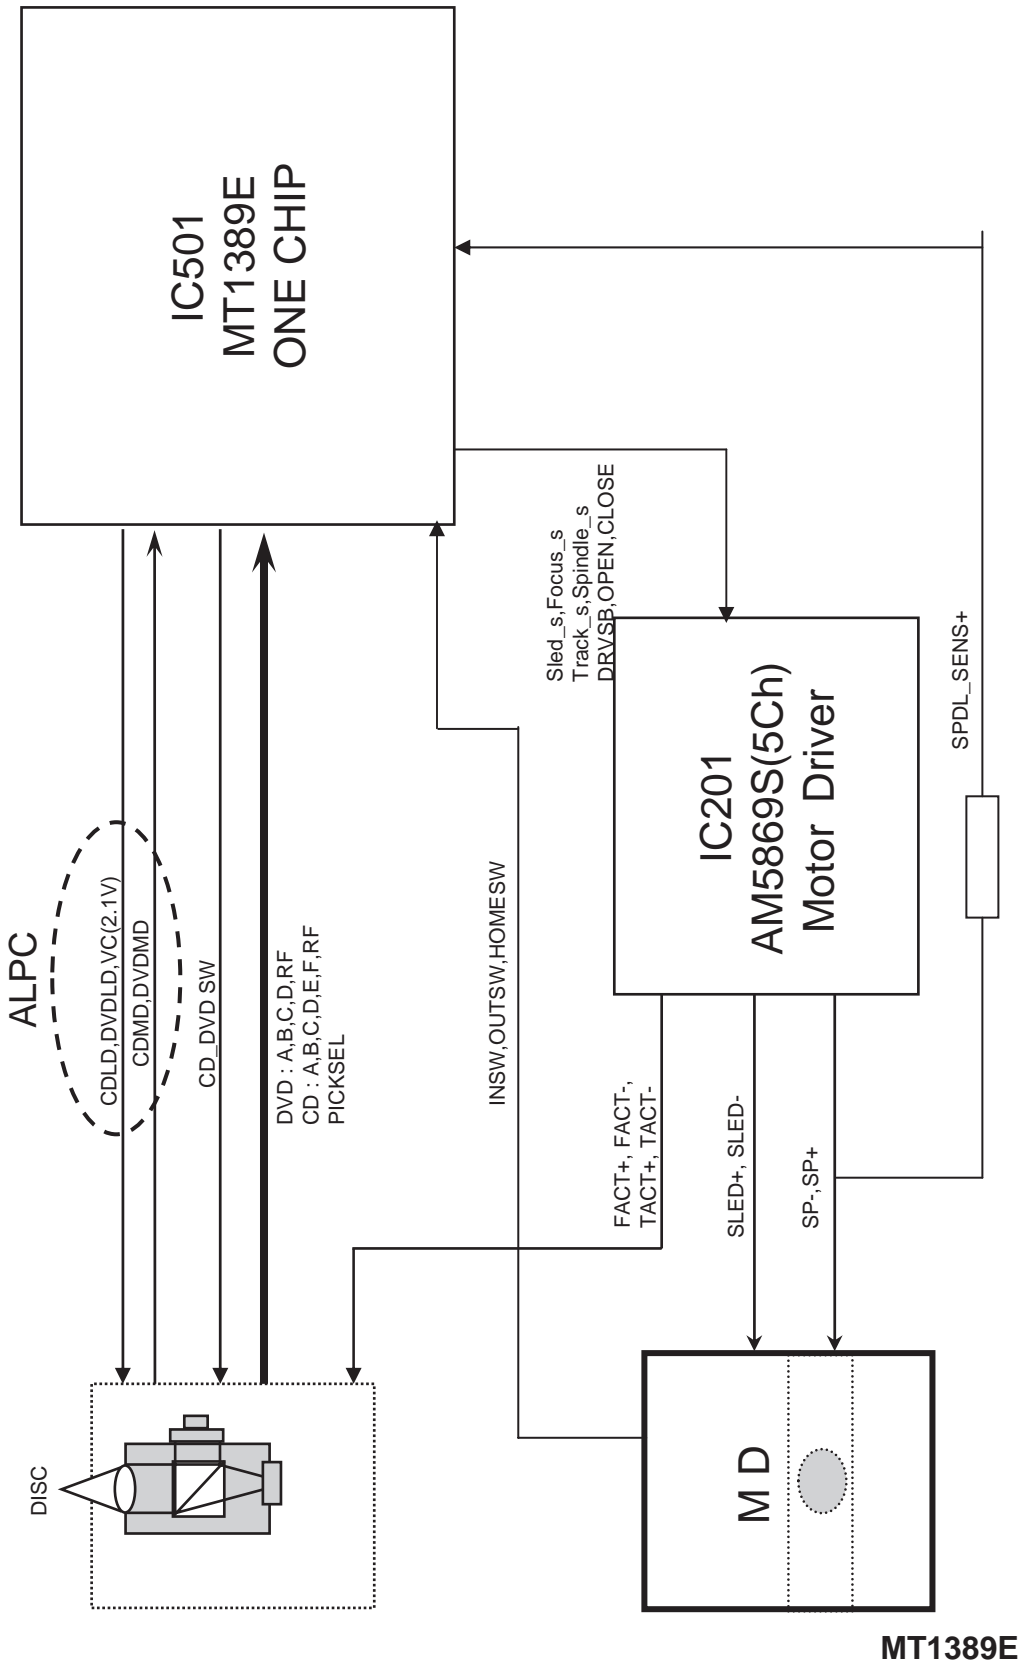 ALPC
CDLD,DVDLD,VC(2.1V)
CDMD,DVDMD
CD_DVD SW
DVD : A,B,C,D,RF
CD : A,B,C,D,E,F,RF
PICKSEL
DISC
IC501
MT1389E
ONE CHIP
INSW,OUTSW,HOMESW
Sled_s,Focus_s
Track_s,Spindle_s
DRVSB,OPEN,CLOSE
FACT+, FACT-,
TACT+, TACT-
SLED+, SLED-
SP-,SP+
IC201
AM5869S(5Ch)
Motor Driver
SPDL_SENS+
M D
MT1389E